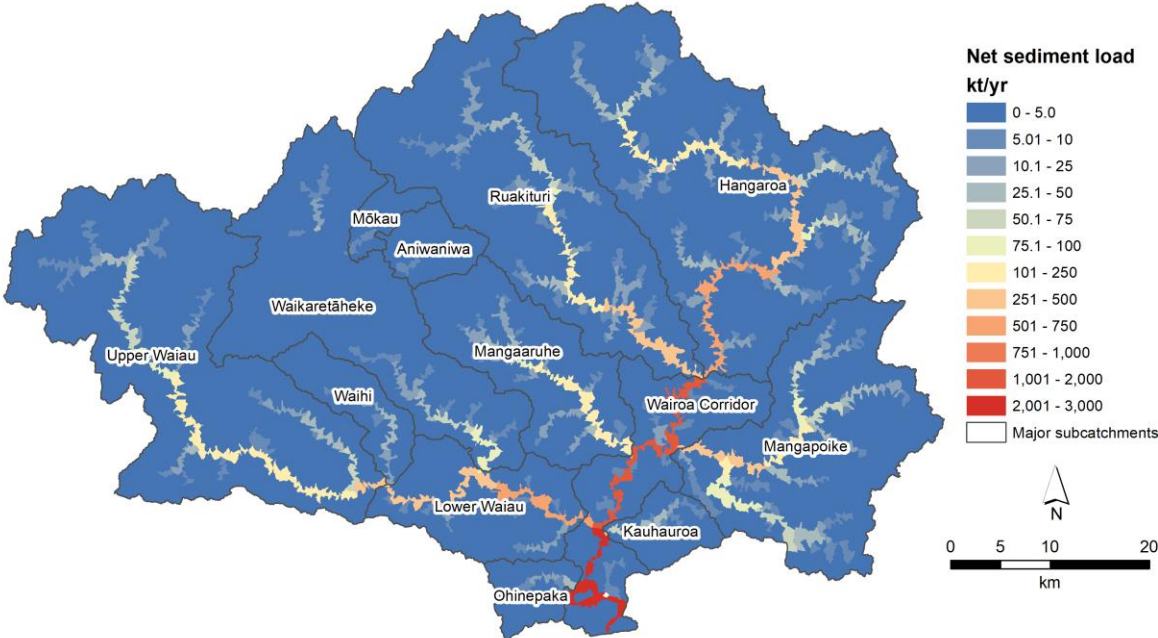 Net sediment load
kt/yr
0 - 5.0
5.01 - 10
10.1 - 25
25.1 - 50
50.1 - 75
75.1 - 100
101 - 250
251 - 500
501 - 750
751 - 1,000
1,001 - 2,000
2,001 - 3,000
Major subcatchments
N
0 5 10 20
km
Hangaroa
Ruakituri
Mōkau
Aniwaniwa
Waikaretāheke
Upper Waiau
Mangaaruhe
Waihi
Wairoa Corridor
Mangapoike
Lower Waiau
Kauhauroa
Ohinepaka